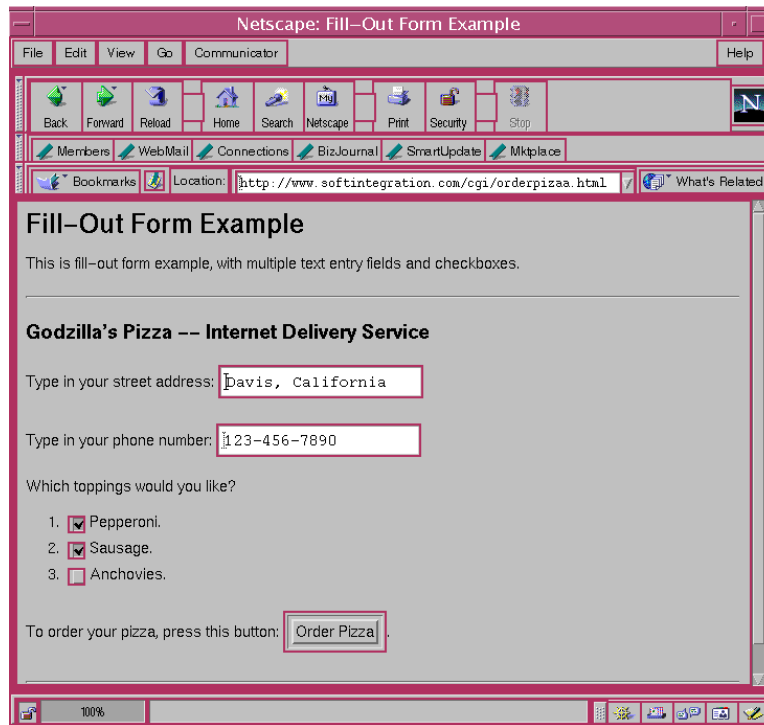 Netscape: Fill-Out Form Example
File Edit View Go Communicator Help
Back Forward Reload Home Search Netscape Print Security Stop
My
N
Members WebMail Connections BizJournal SmartUpdate Mktplace
Bookmarks Location: http://www.softintegration.com/cgi/orderpizaa.html What's Related
Fill-Out Form Example
This is fill-out form example, with multiple text entry fields and checkboxes.
Godzilla's Pizza -- Internet Delivery Service
Type in your street address: Davis, California
Type in your phone number: 123-456-7890
Which toppings would you like?
1. Pepperoni.
2. Sausage.
3. Anchovies.
To order your pizza, press this button: Order Pizza .
100%